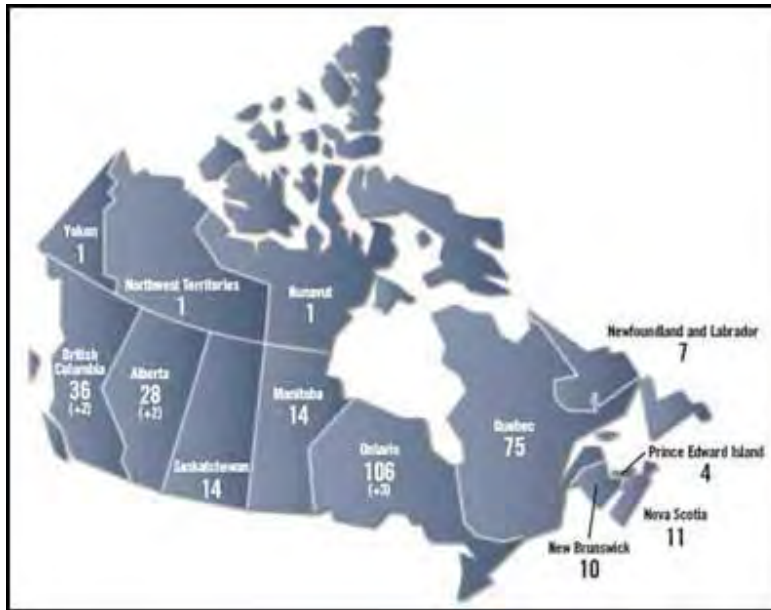 Yukon
1
Northwest Territories
1
Nunavut
1
Newfoundland and Labrador
7
British
Columbia
36
(+2)
Alberta
28
(+2)
Manitoba
14
Saskatchewan
14
Ontario
106
(+3)
Quebec
75
Prince Edward Island
4
Nova Scotia
11
New Brunswick
10